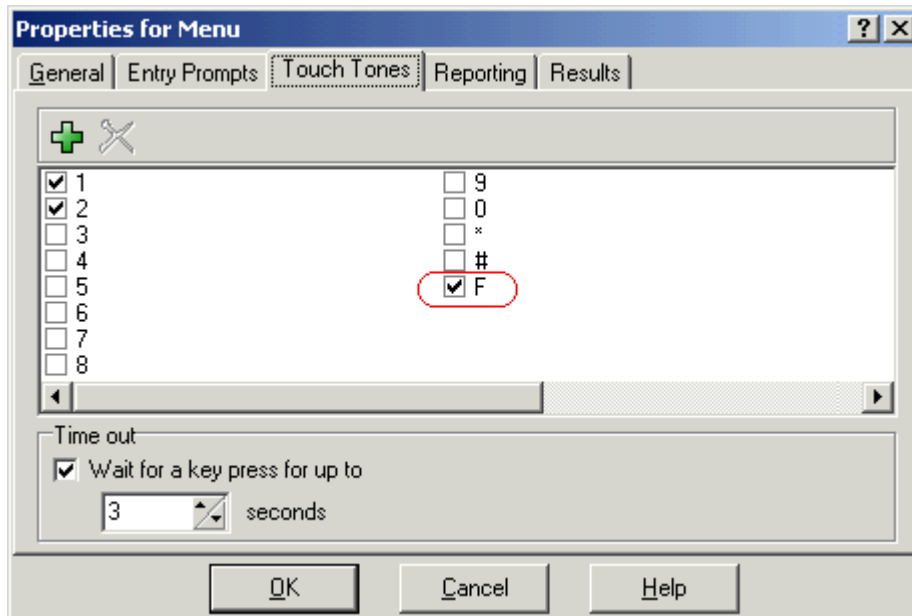 Properties for Menu
General Entry Prompts Touch Tones Reporting Results
1
2
3
4
5
6
7
8
9
0
*
#
F
Time out
Wait for a key press for up to
3 seconds
OK Cancel Help